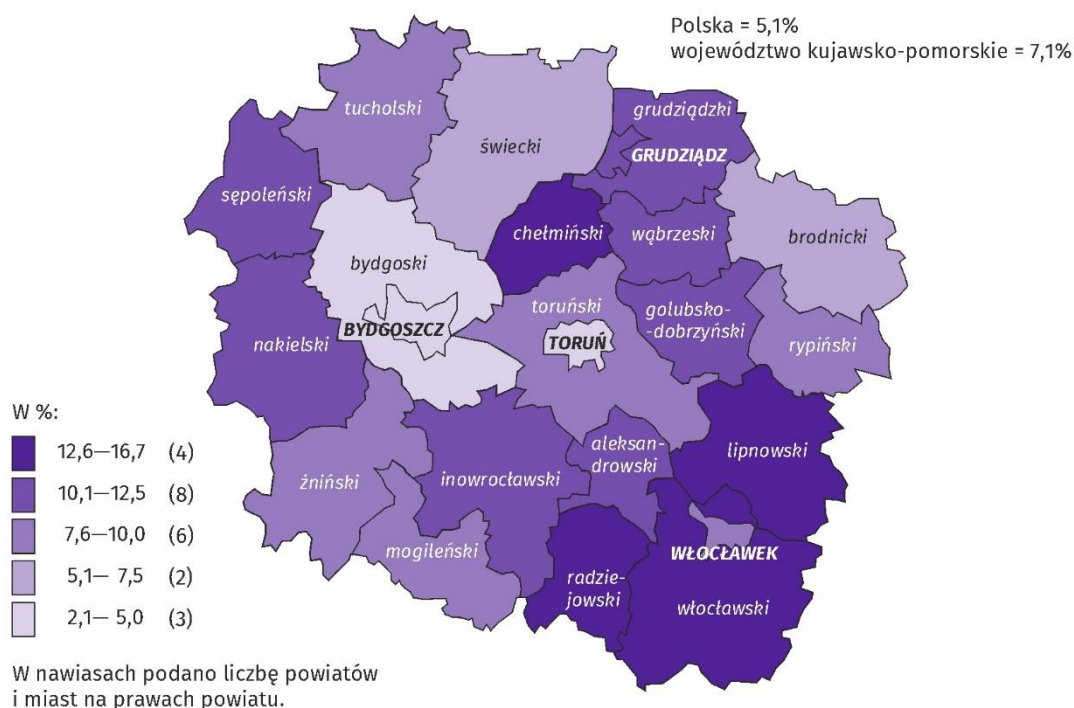 Polska = 5,1%
województwo kujawsko-pomorskie = 7,1%
tucholski
świecki
grudziądzki
GRUDZIĄDZ
sępoleński
chełmiński
wąbrzeski
brodnicki
bydgoski
toruński
golubsko-
-dobrzyński
BYDGOSZCZ
TORUŃ
nakielski
rypiński
aleksan-
drowski
lipnowski
żniński
inowrocławski
mogileński
WŁOCŁAWEK
radzie-
jowski
włocławski
W %:
12,6—16,7 (4)
10,1—12,5 (8)
7,6—10,0 (6)
5,1— 7,5 (2)
2,1— 5,0 (3)
W nawiasach podano liczbę powiatów
i miast na prawach powiatu.